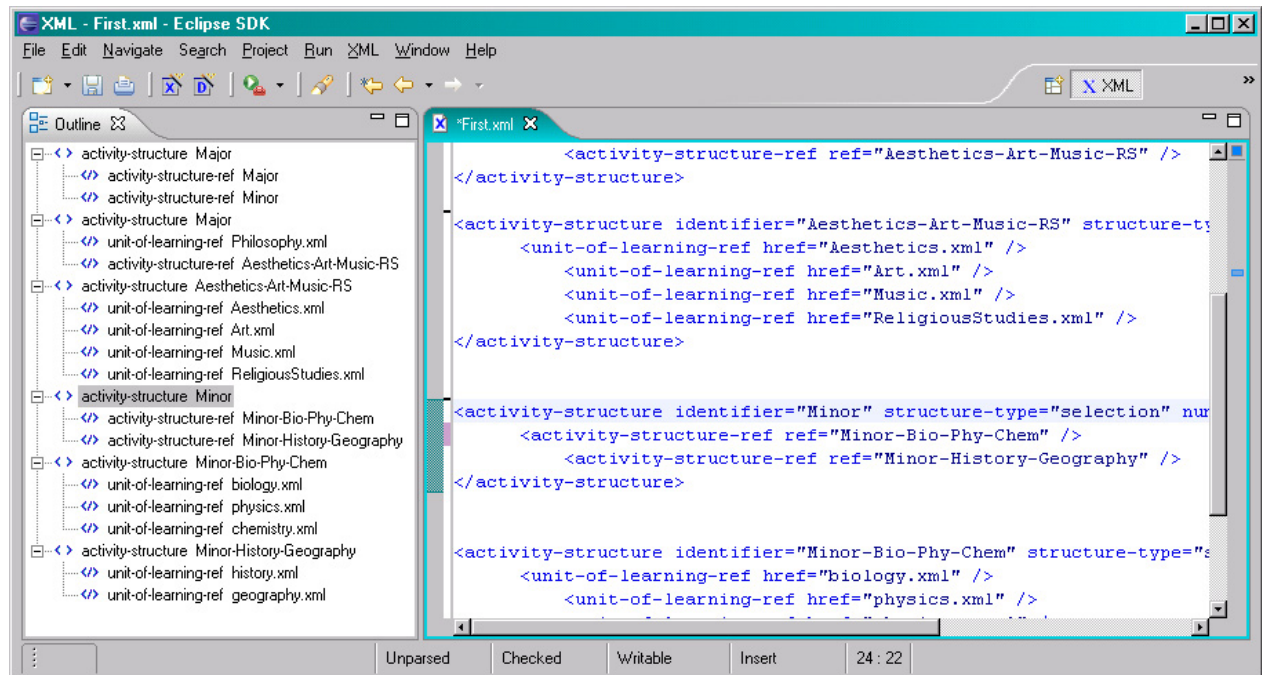 XML - First.xml - Eclipse SDK
File Edit Navigate Search Project Run XML Window Help
XML
Outline
activity-structure Major
activity-structure-ref Major
activity-structure-ref Minor
activity-structure Major
unit-of-learning-ref Philosophy.xml
activity-structure-ref Aesthetics-Art-Music-RS
activity-structure Aesthetics-Art-Music-RS
unit-of-learning-ref Aesthetics.xml
unit-of-learning-ref Art.xml
unit-of-learning-ref Music.xml
unit-of-learning-ref ReligiousStudies.xml
activity-structure Minor
activity-structure-ref Minor-Bio-Phy-Chem
activity-structure-ref Minor-History-Geography
activity-structure Minor-Bio-Phy-Chem
unit-of-learning-ref biology.xml
unit-of-learning-ref physics.xml
unit-of-learning-ref chemistry.xml
activity-structure Minor-History-Geography
unit-of-learning-ref history.xml
unit-of-learning-ref geography.xml
*First.xml
<activity-structure-ref ref="Aesthetics-Art-Music-RS" />
</activity-structure>
<activity-structure identifier="Aesthetics-Art-Music-RS" structure-ty
<unit-of-learning-ref href="Aesthetics.xml" />
<unit-of-learning-ref href="Art.xml" />
<unit-of-learning-ref href="Music.xml" />
<unit-of-learning-ref href="ReligiousStudies.xml" />
</activity-structure>
<activity-structure identifier="Minor" structure-type="selection" num
<activity-structure-ref ref="Minor-Bio-Phy-Chem" />
<activity-structure-ref ref="Minor-History-Geography" />
</activity-structure>
<activity-structure identifier="Minor-Bio-Phy-Chem" structure-type="s
<unit-of-learning-ref href="biology.xml" />
<unit-of-learning-ref href="physics.xml" />
Unparsed Checked Writable Insert 24 : 22